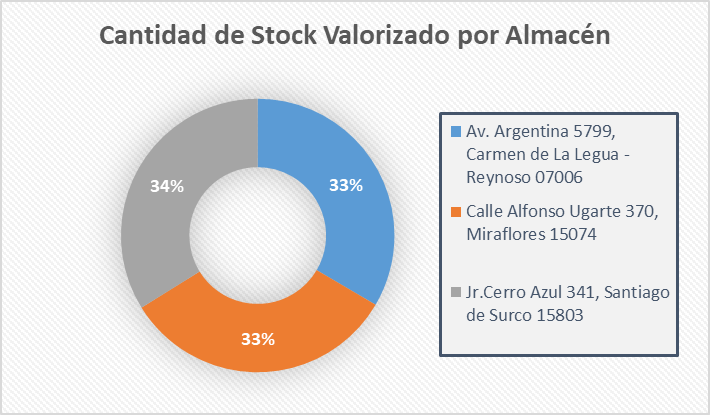 Cantidad de Stock Valorizado por Almacén
34%
33%
33%
Av. Argentina 5799,
Carmen de La Legua -
Reynoso 07006
Calle Alfonso Ugarte 370,
Miraflores 15074
Jr.Cerro Azul 341, Santiago
de Surco 15803